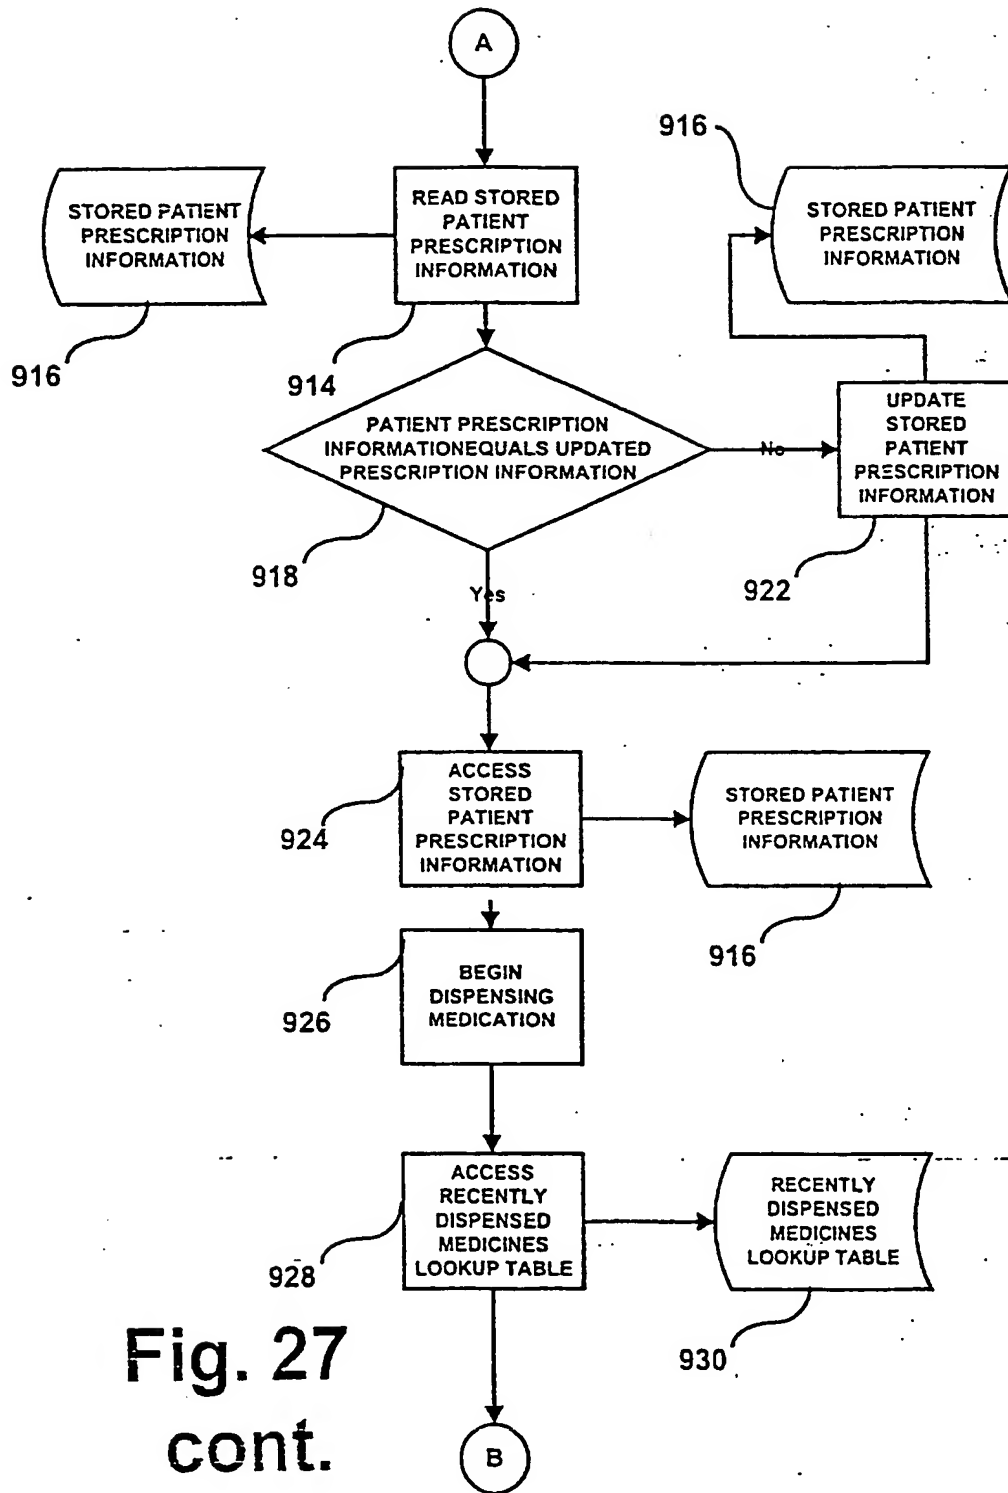 A
916
STORED PATIENT
PRESCRIPTION
INFORMATION
READ STORED
PATIENT
PRESCRIPTION
INFORMATION
STORED PATIENT
PRESCRIPTION
INFORMATION
916
914
PATIENT PRESCRIPTION
INFORMATIONEQUALS UPDATED
PRESCRIPTION INFORMATION
No
UPDATE
STORED
PATIENT
PRESCRIPTION
INFORMATION
918
922
Yes
ACCESS
STORED
PATIENT
PRESCRIPTION
INFORMATION
924
STORED PATIENT
PRESCRIPTION
INFORMATION
916
BEGIN
DISPENSING
MEDICATION
926
ACCESS
RECENTLY
DISPENSED
MEDICINES
LOOKUP TABLE
928
RECENTLY
DISPENSED
MEDICINES
LOOKUP TABLE
930
Fig. 27
cont.
B